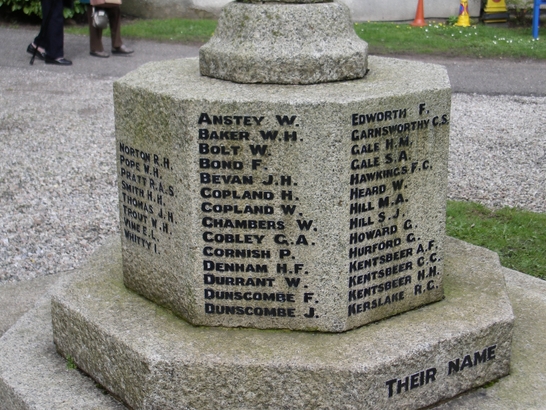 NORTON R.H.
POPE W.H.
PRATT R.A.S
SMITH H.H.
THOMAS J.H.
TROUT W.H.
VINE E.J.
WHITTY I.
ANSTEY W.
BAKER W.H.
BOLT W.
BOND F.
BEVAN J.H.
COPLAND H.
COPLAND W.
CHAMBERS W.
COBLEY G.A.
CORNISH P.
DENHAM H.F.
DURRANT W.
DUNSCOMBE F.
DUNSCOMBE J.
EDWORTH F.
GARNSWORTHY C.S.
GALE H.M.
GALE S.A.
HAWKINGS F.C.
HEARD W.
HILL M.A.
HILL S.J.
HOWARD G.
HURFORD G.
KENTSBEER A.F.
KENTSBEER C.C.
KENTSBEER H.H.
KERSLAKE R.G.
THEIR NAME